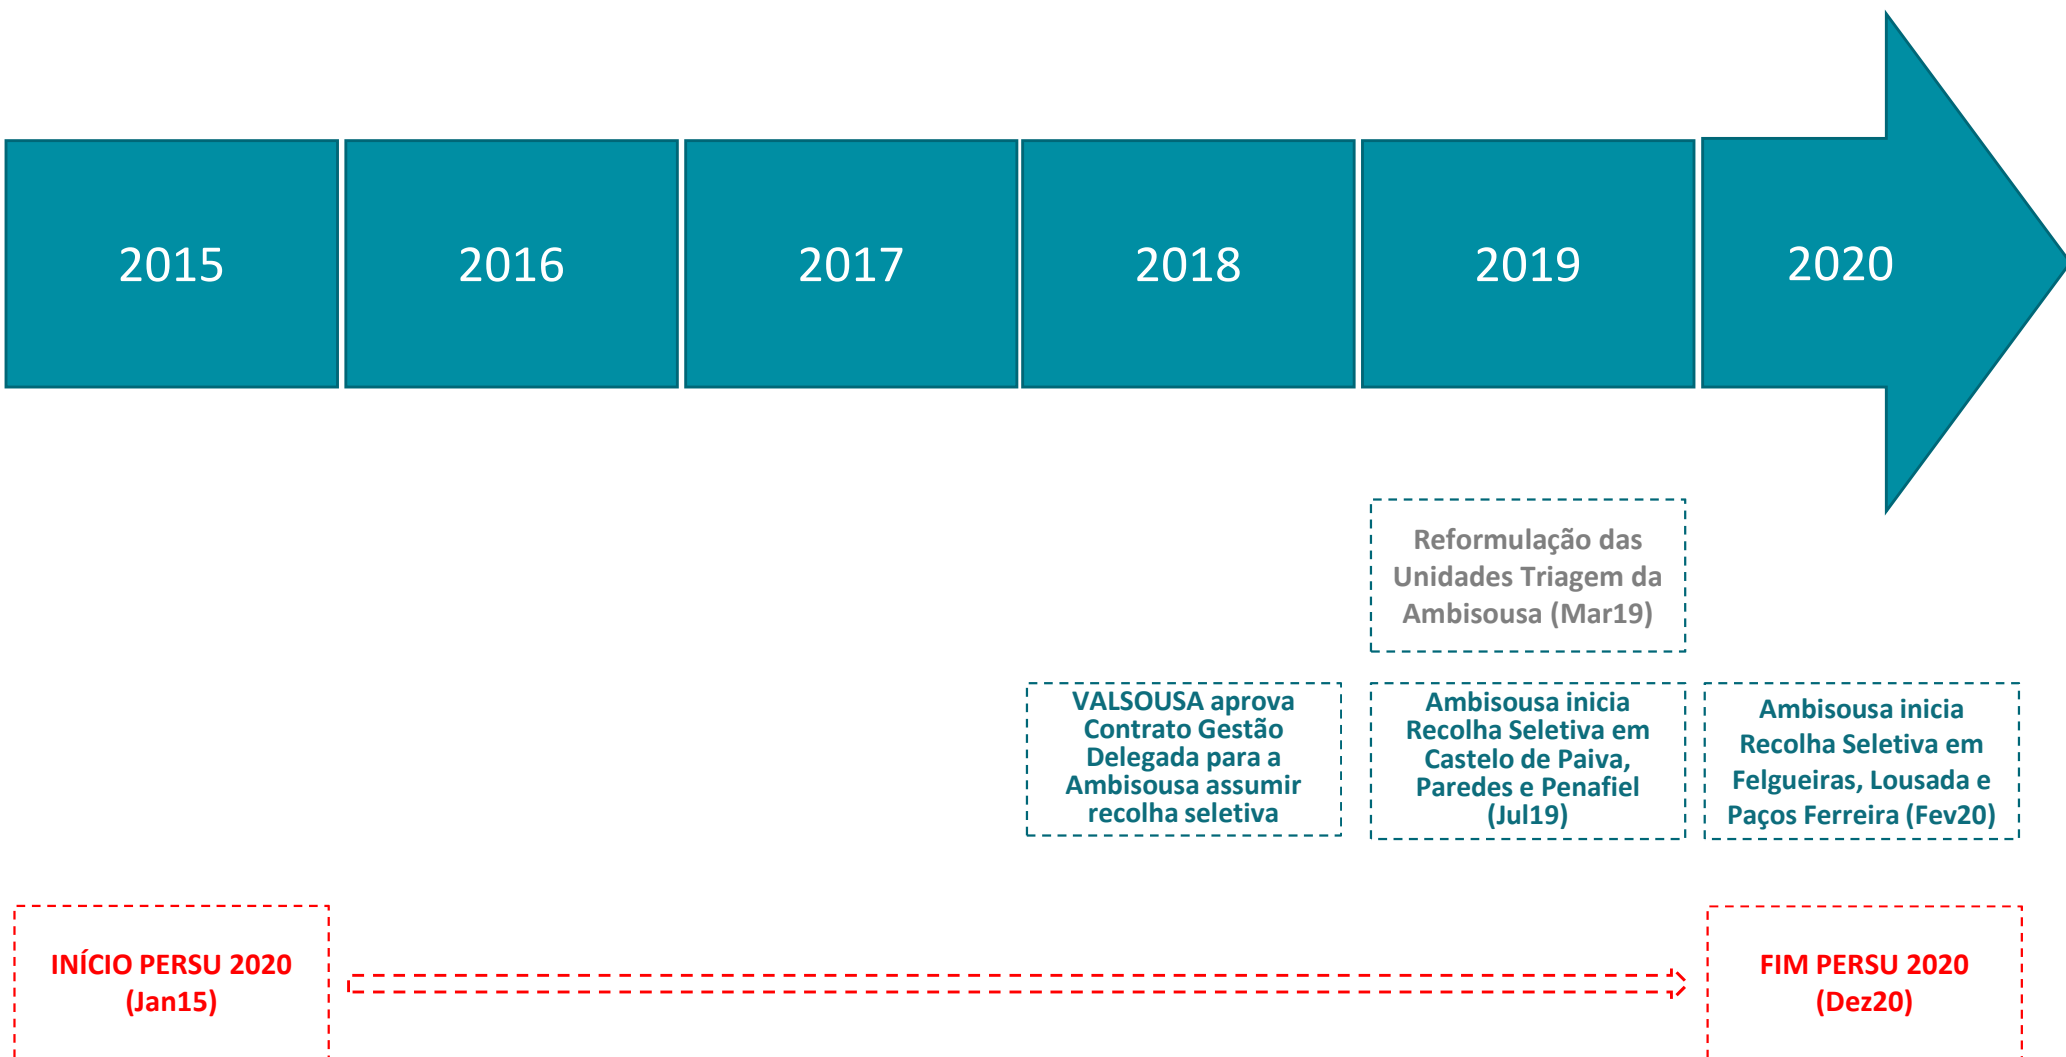 2015
2016
2017
2018
2019
2020
Reformulação das
Unidades Triagem da
Ambisousa (Mar19)
VALSOUSA aprova
Contrato Gestão
Delegada para a
Ambisousa assumir
recolha seletiva
Ambisousa inicia
Recolha Seletiva em
Castelo de Paiva,
Paredes e Penafiel
(Jul19)
Ambisousa inicia
Recolha Seletiva em
Felgueiras, Lousada e
Paços Ferreira (Fev20)
INÍCIO PERSU 2020
(Jan15)
FIM PERSU 2020
(Dez20)